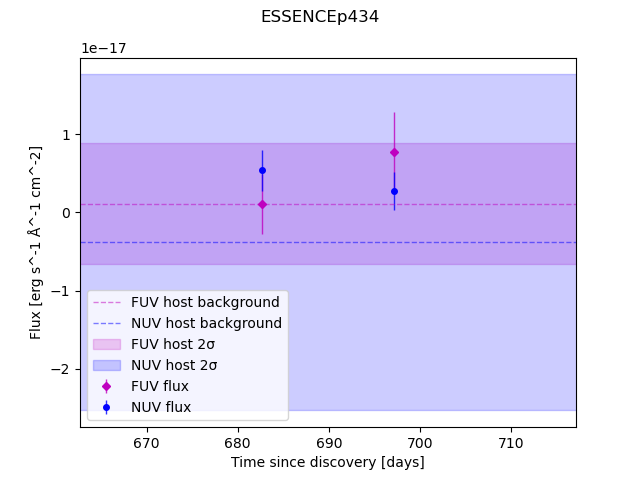 ESSENCEp434
1e−17
1
0
−1
−2
Flux [erg s^-1 Å^-1 cm^-2]
FUV host background
NUV host background
FUV host 2σ
NUV host 2σ
FUV flux
NUV flux
670 680 690 700 710
Time since discovery [days]